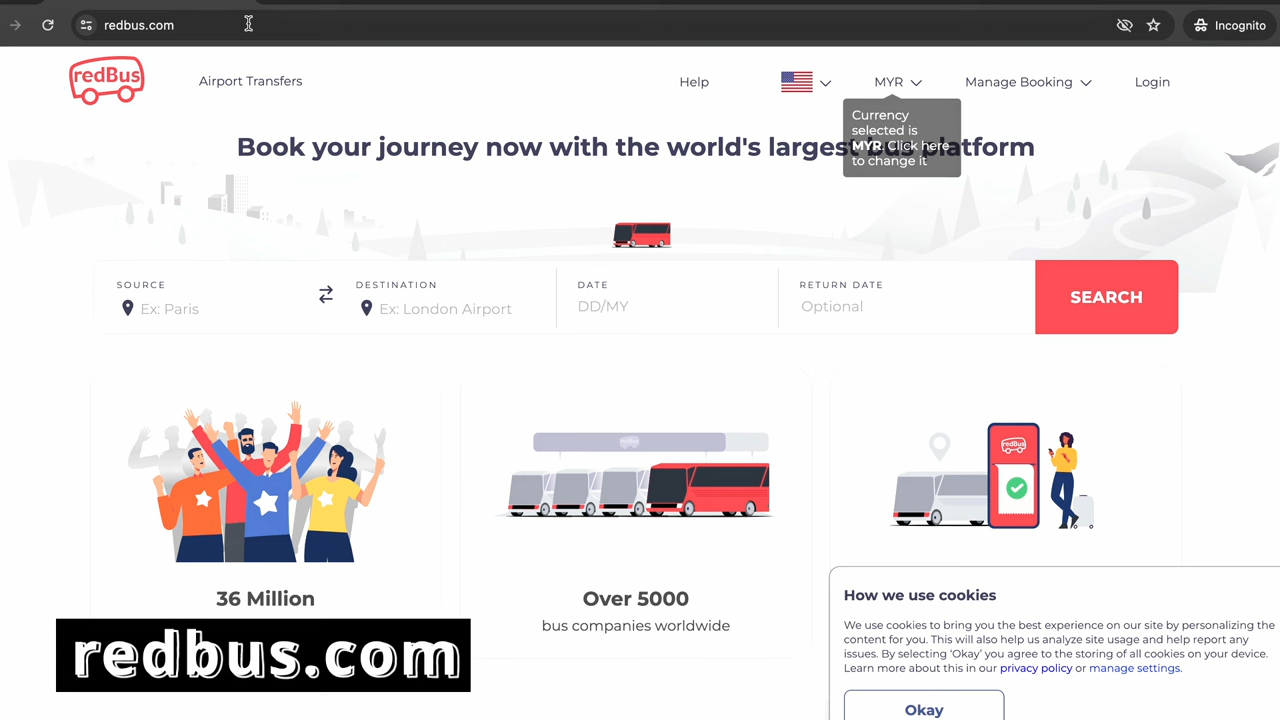 redbus.com
Incognito
redBus
Airport Transfers
Help
MYR
Manage Booking
Login
Currency
selected is
MYR. Click here
to change it
Book your journey now with the world's largest bus platform
SOURCE
Ex: Paris
DESTINATION
Ex: London Airport
DATE
DD/MY
RETURN DATE
Optional
SEARCH
redBus
redBus
36 Million
Over 5000
bus companies worldwide
How we use cookies
We use cookies to bring you the best experience on our site by personalizing the
content for you. This will also help us analyze site usage and help report any
issues. By selecting 'Okay' you agree to the storing of all cookies on your device.
Learn more about this in our privacy policy or manage settings.
Okay
redbus.com